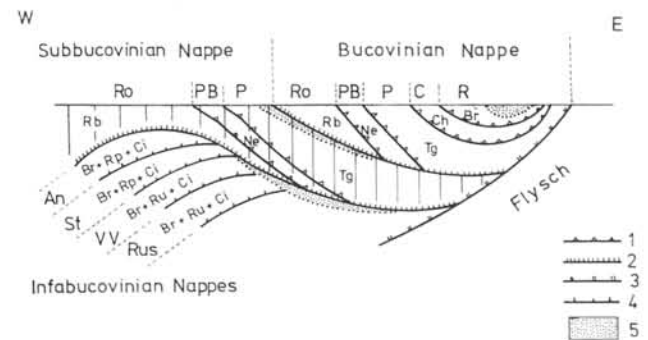 W
E
Subbucovinian Nappe
Bucovinian Nappe
Ro PB P Ro PB P C R
Rb Ne Rb Ne Tg Ch Br
Tg
Tg
Flysch
An Br+Rp+Ci
St Br+Rp+Ci
VV Br+Ru+Ci
Rus Br+Ru+Ci
Infabucovinian Nappes
1
2
3
4
5